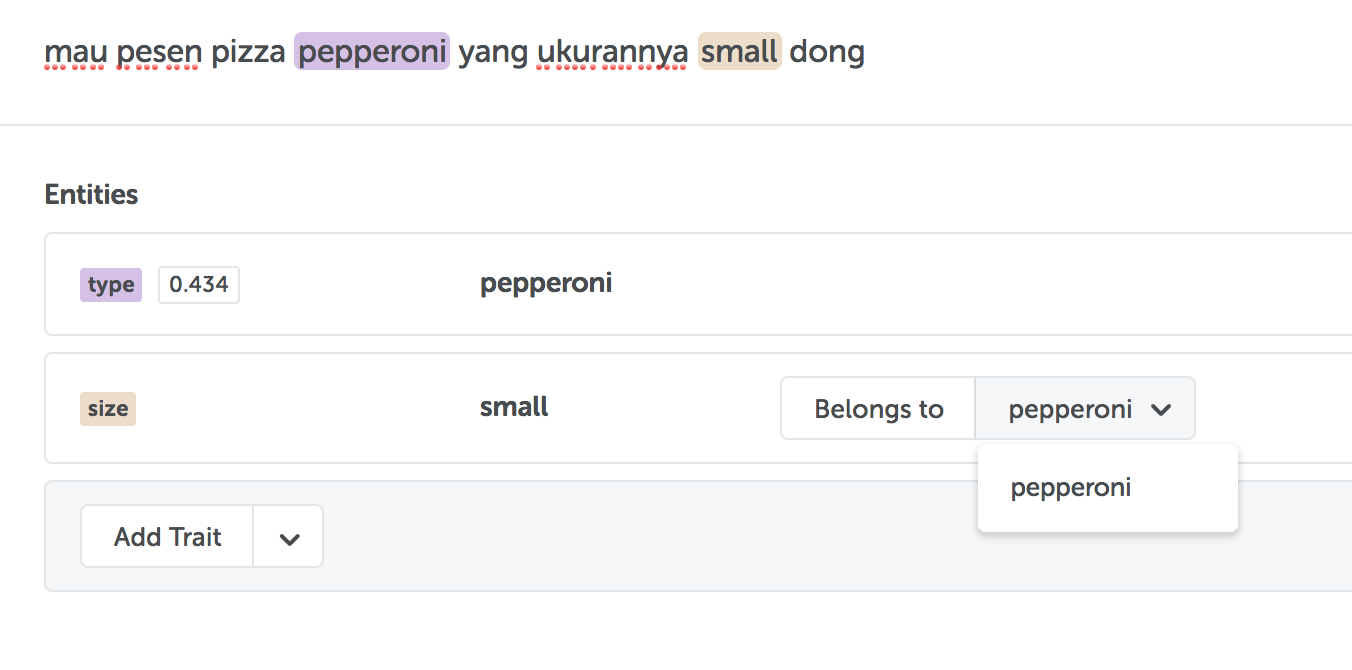 mau pesen pizza pepperoni yang ukurannya small dong
Entities
type 0.434 pepperoni
size small Belongs to pepperoni
pepperoni
Add Trait